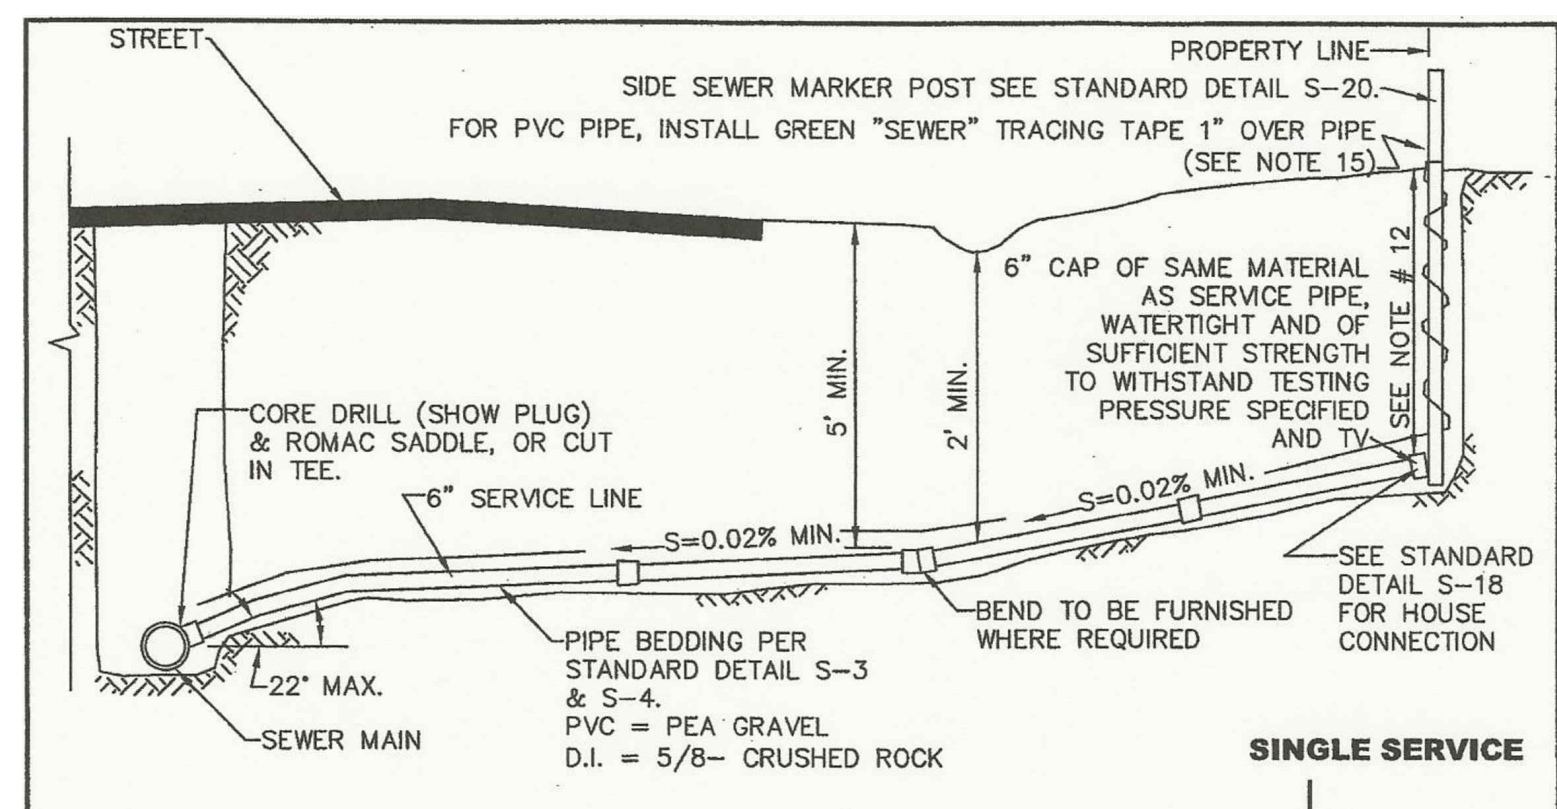 STREET
PROPERTY LINE
SIDE SEWER MARKER POST SEE STANDARD DETAIL S-20.
FOR PVC PIPE, INSTALL GREEN "SEWER" TRACING TAPE 1" OVER PIPE
(SEE NOTE 15)
6" CAP OF SAME MATERIAL
AS SERVICE PIPE,
WATERTIGHT AND OF
SUFFICIENT STRENGTH
TO WITHSTAND TESTING
PRESSURE SPECIFIED
AND TV
SEE NOTE # 12
5' MIN.
2' MIN.
CORE DRILL (SHOW PLUG)
& ROMAC SADDLE, OR CUT
IN TEE.
6" SERVICE LINE
S=0.02% MIN.
S=0.02% MIN.
SEE STANDARD
DETAIL S-18
FOR HOUSE
CONNECTION
BEND TO BE FURNISHED
WHERE REQUIRED
PIPE BEDDING PER
STANDARD DETAIL S-3
& S-4.
PVC = PEA GRAVEL
D.I. = 5/8- CRUSHED ROCK
22° MAX.
SEWER MAIN
SINGLE SERVICE